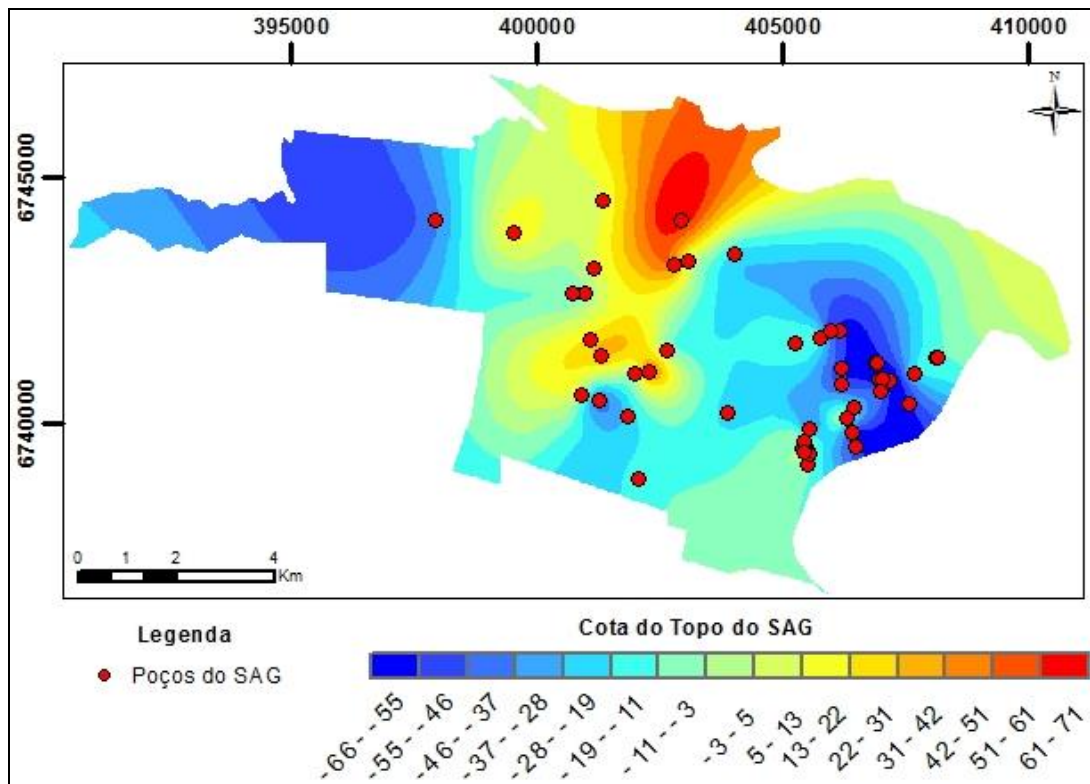 395000 400000 405000 410000
N
6745000
6740000
0 1 2 4
Km
Legenda
Poços do SAG
Cota do Topo do SAG
-66 - -55
-55 - -46
-46 - -37
-37 - -28
-28 - -19
-19 - -11
-11 - -3
-3 - 5
5 - 13
13 - 22
22 - 31
31 - 42
42 - 51
51 - 61
61 - 71